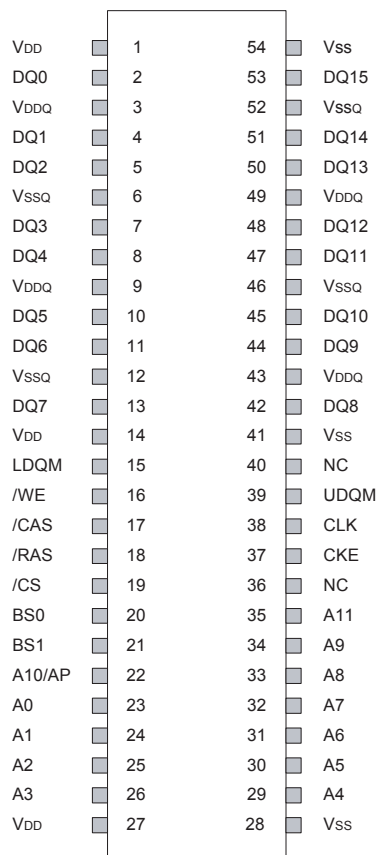 VDD 1 54 Vss
DQ0 2 53 DQ15
VDDQ 3 52 VssQ
DQ1 4 51 DQ14
DQ2 5 50 DQ13
VSSQ 6 49 VDDQ
DQ3 7 48 DQ12
DQ4 8 47 DQ11
VDDQ 9 46 VSSQ
DQ5 10 45 DQ10
DQ6 11 44 DQ9
VSSQ 12 43 VDDQ
DQ7 13 42 DQ8
VDD 14 41 VSS
LDQM 15 40 NC
/WE 16 39 UDQM
/CAS 17 38 CLK
/RAS 18 37 CKE
/CS 19 36 NC
BS0 20 35 A11
BS1 21 34 A9
A10/AP 22 33 A8
A0 23 32 A7
A1 24 31 A6
A2 25 30 A5
A3 26 29 A4
VDD 27 28 VSS